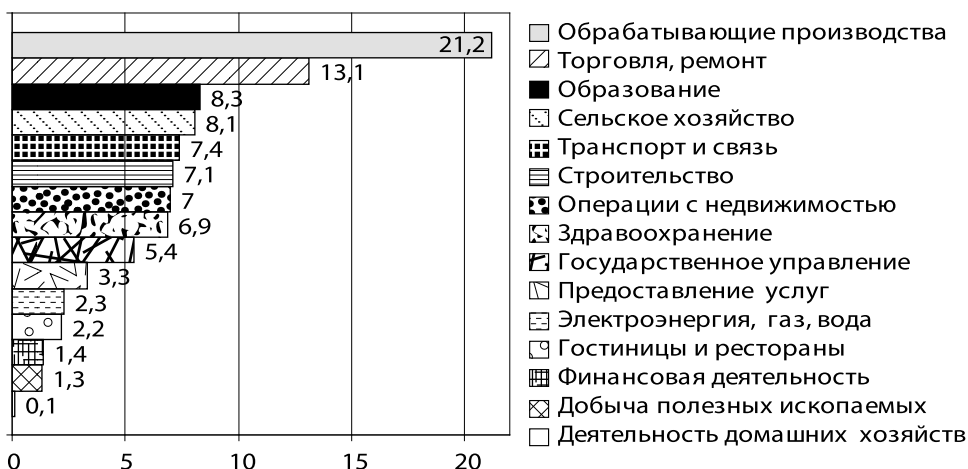 21,2
13,1
8,3
8,1
7,4
7,1
7
6,9
5,4
3,3
2,3
2,2
1,4
1,3
0,1
0 5 10 15 20
Обрабатывающие производства
Торговля, ремонт
Образование
Сельское хозяйство
Транспорт и связь
Строительство
Операции с недвижимостью
Здравоохранение
Государственное управление
Предоставление услуг
Электроэнергия, газ, вода
Гостиницы и рестораны
Финансовая деятельность
Добыча полезных ископаемых
Деятельность домашних хозяйств